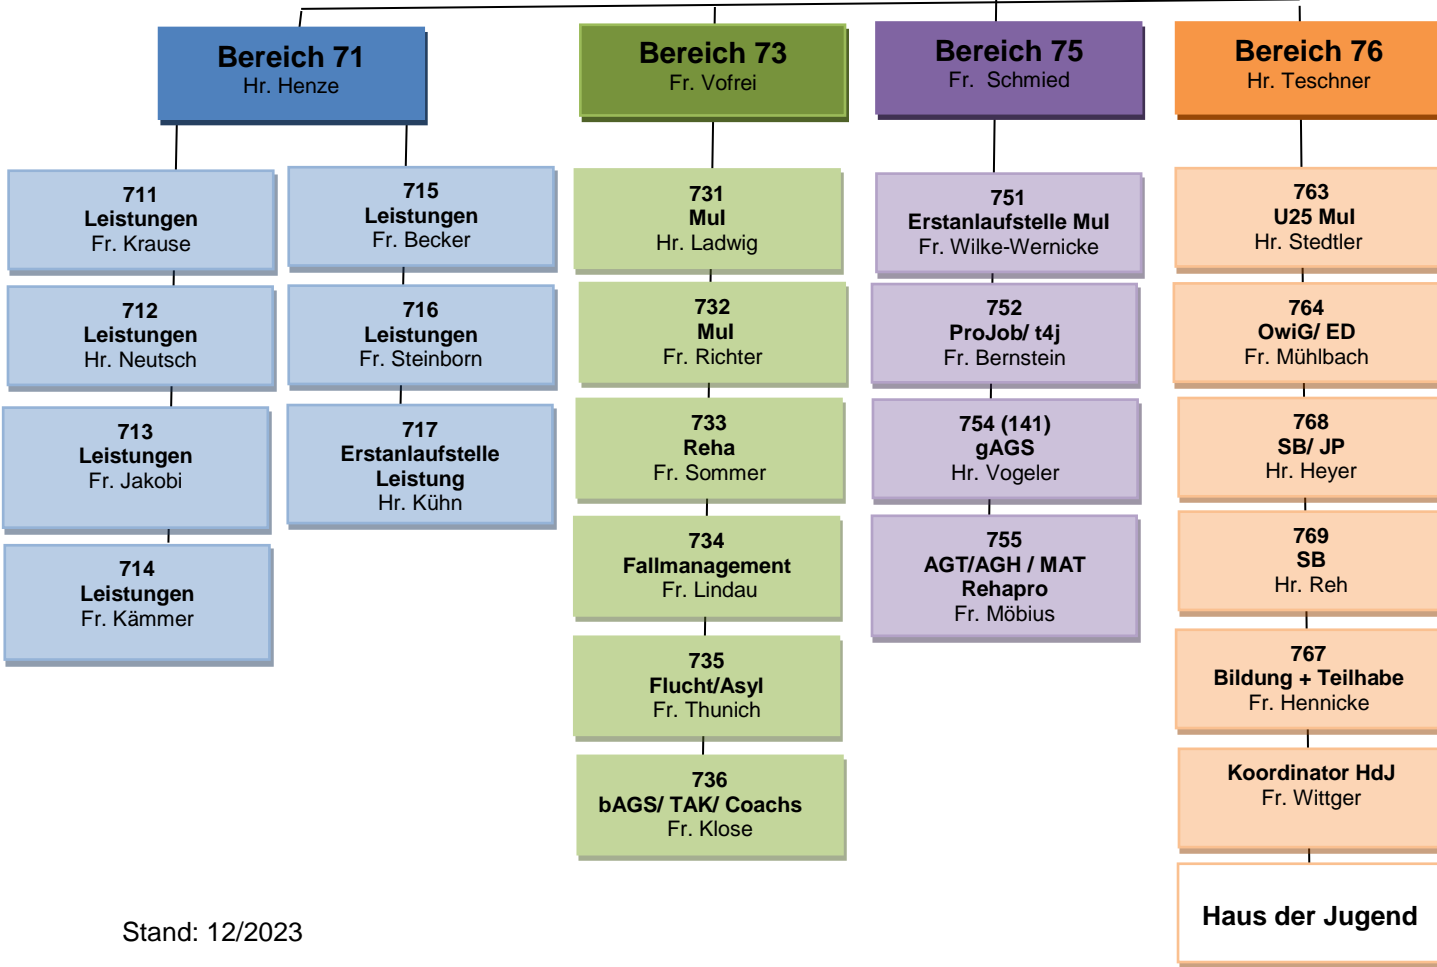 Bereich 71
Hr. Henze
711
Leistungen
Fr. Krause
712
Leistungen
Hr. Neutsch
713
Leistungen
Fr. Jakobi
714
Leistungen
Fr. Kämmer
715
Leistungen
Fr. Becker
716
Leistungen
Fr. Steinborn
717
Erstanlaufstelle
Leistung
Hr. Kühn
Bereich 73
Fr. Vofrei
731
MuI
Hr. Ladwig
732
MuI
Fr. Richter
733
Reha
Fr. Sommer
734
Fallmanagement
Fr. Lindau
735
Flucht/Asyl
Fr. Thunich
736
bAGS/ TAK/ Coachs
Fr. Klose
Bereich 75
Fr. Schmied
751
Erstanlaufstelle MuI
Fr. Wilke-Wernicke
752
ProJob/ t4j
Fr. Bernstein
754 (141)
gAGS
Hr. Vogeler
755
AGT/AGH / MAT
Rehapro
Fr. Möbius
Bereich 76
Hr. Teschner
763
U25 MuI
Hr. Stedtler
764
OwiG/ ED
Fr. Mühlbach
768
SB/ JP
Hr. Heyer
769
SB
Hr. Reh
767
Bildung + Teilhabe
Fr. Hennicke
Koordinator HdJ
Fr. Wittger
Haus der Jugend
Stand: 12/2023